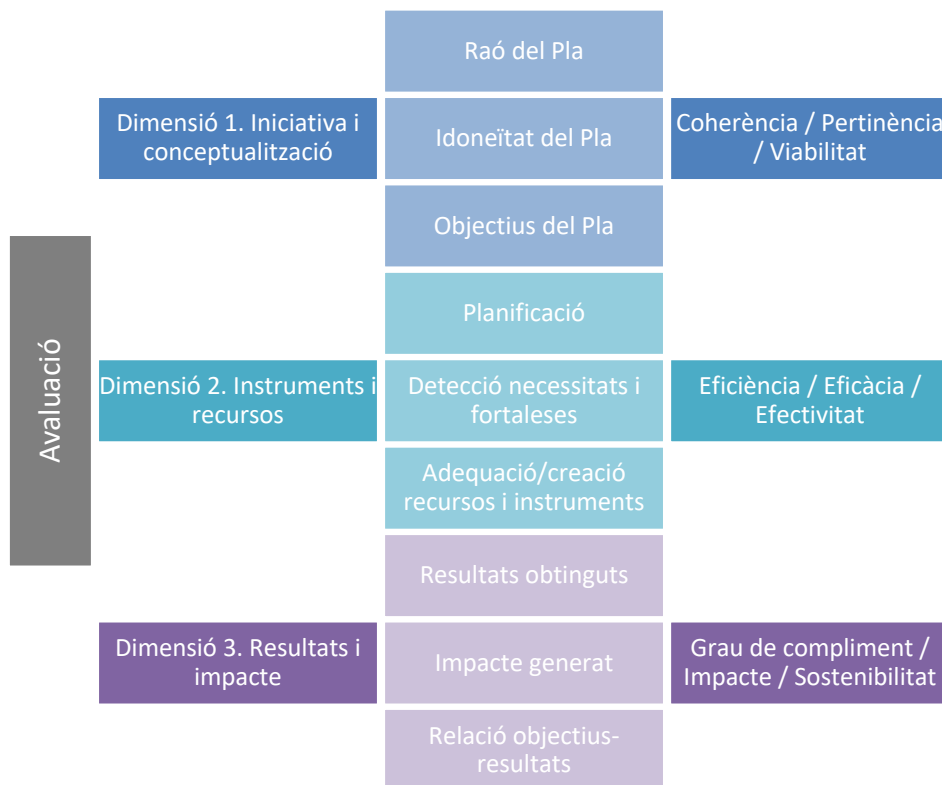 Avaluació
Dimensió 1. Iniciativa i
conceptualització
Raó del Pla
Idoneïtat del Pla
Objectius del Pla
Coherència / Pertinència
/ Viabilitat
Dimensió 2. Instruments i
recursos
Planificació
Detecció necessitats i
fortaleses
Adequació/creació
recursos i instruments
Eficiència / Eficàcia /
Efectivitat
Dimensió 3. Resultats i
impacte
Resultats obtinguts
Impacte generat
Relació objectius-
resultats
Grau de compliment /
Impacte / Sostenibilitat